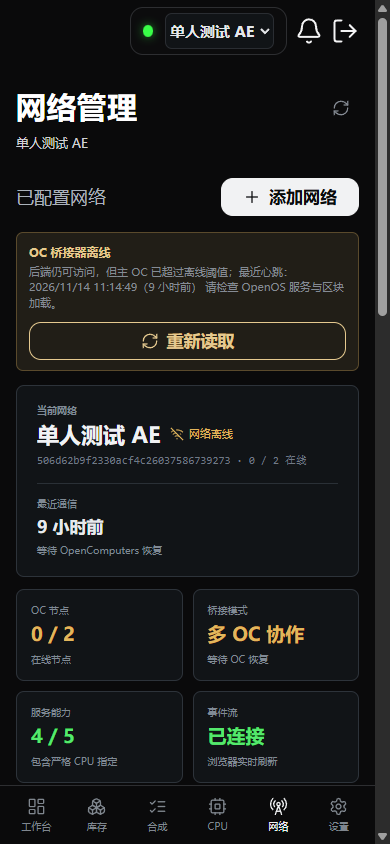 单人测试 AE
网络管理
单人测试 AE
已配置网络
添加网络
OC 桥接器离线
后端仍可访问，但主 OC 已超过离线阈值；最近心跳：
2026/11/14 11:14:49（9 小时前） 请检查 OpenOS 服务与区块
加载。
重新读取
当前网络
单人测试 AE 网络离线
506d62b9f2330acf4c26037586739273 · 0 / 2 在线
最近通信
9 小时前
等待 OpenComputers 恢复
OC 节点
0 / 2
在线节点
桥接模式
多 OC 协作
等待 OC 恢复
服务能力
4 / 5
包含严格 CPU 指定
事件流
已连接
浏览器实时刷新
工作台 库存 合成 CPU 网络 设置